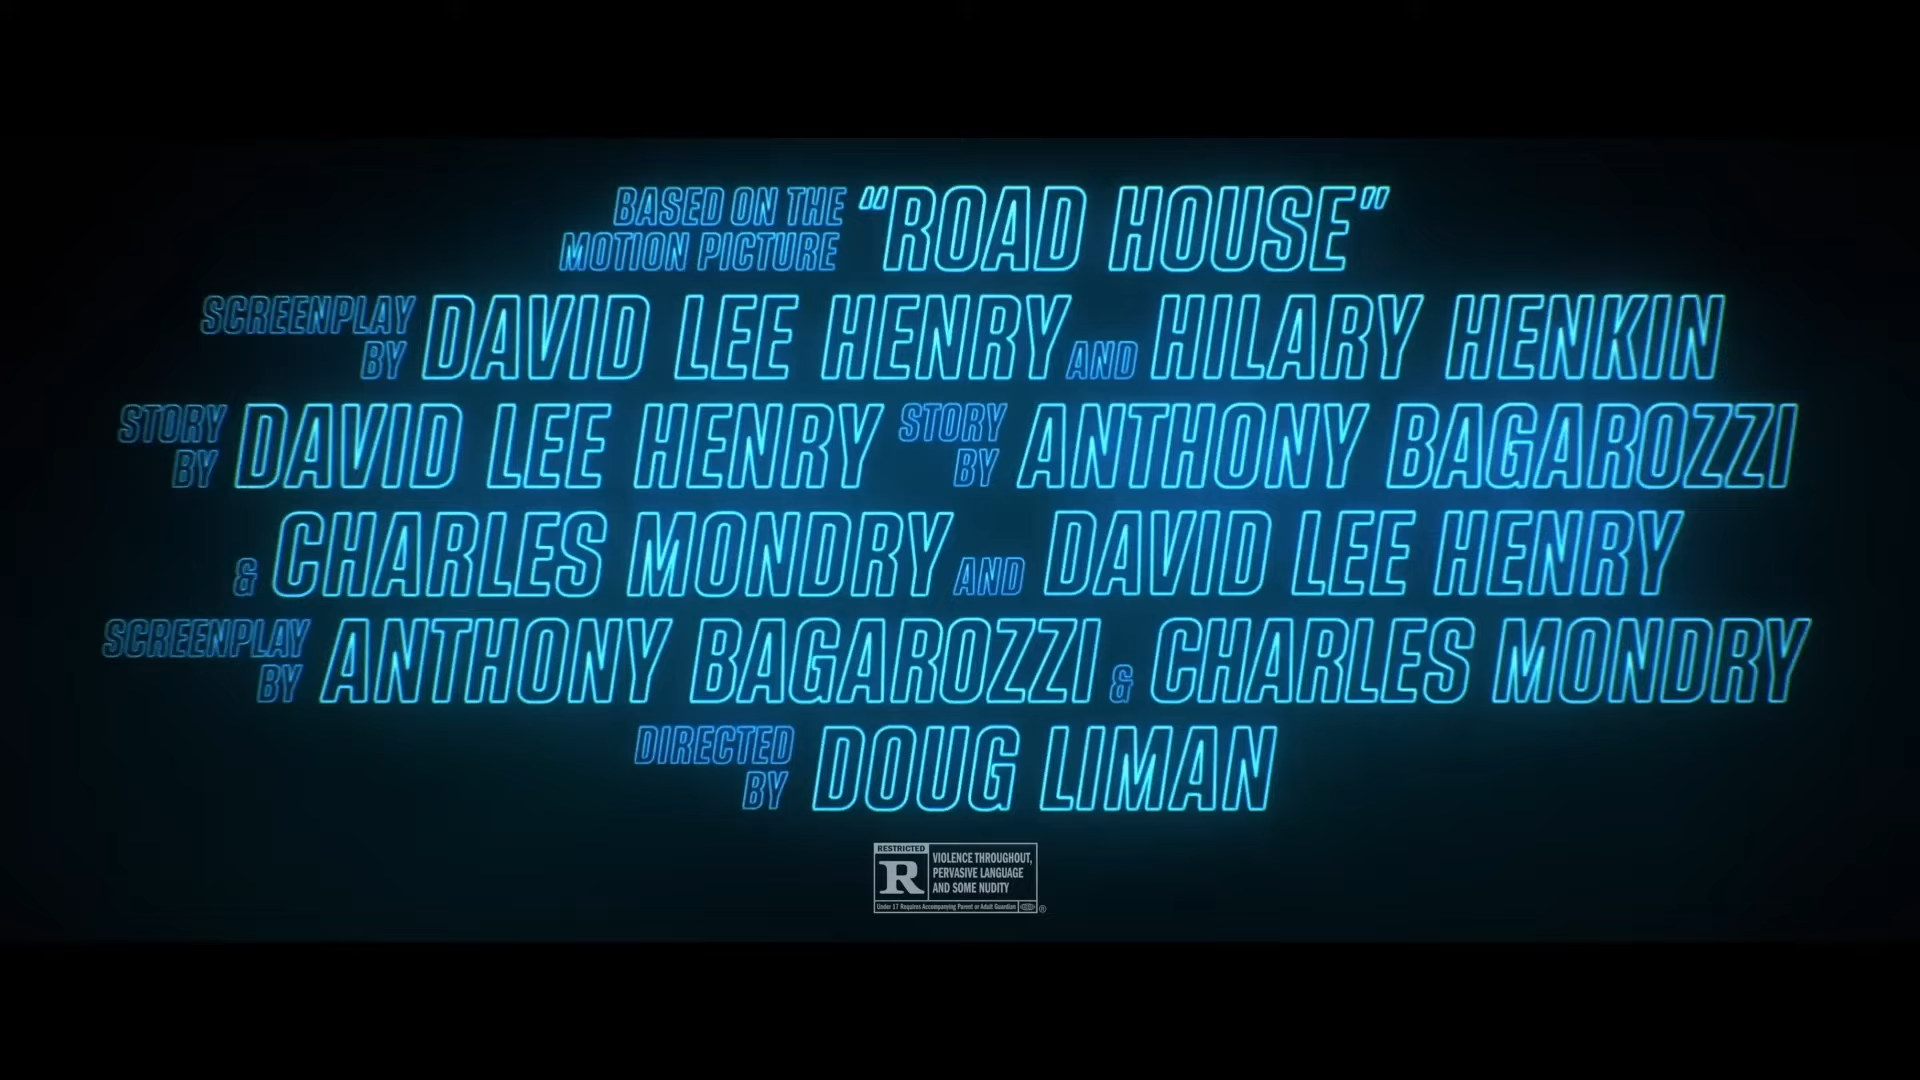 BASED ON THE MOTION PICTURE "ROAD HOUSE"
SCREENPLAY BY DAVID LEE HENRY AND HILARY HENKIN
STORY BY DAVID LEE HENRY STORY BY ANTHONY BAGAROZZI
& CHARLES MONDRY AND DAVID LEE HENRY
SCREENPLAY BY ANTHONY BAGAROZZI & CHARLES MONDRY
DIRECTED BY DOUG LIMAN
RESTRICTED
R
VIOLENCE THROUGHOUT,
PERVASIVE LANGUAGE
AND SOME NUDITY
Under 17 Requires Accompanying Parent or Adult Guardian
®